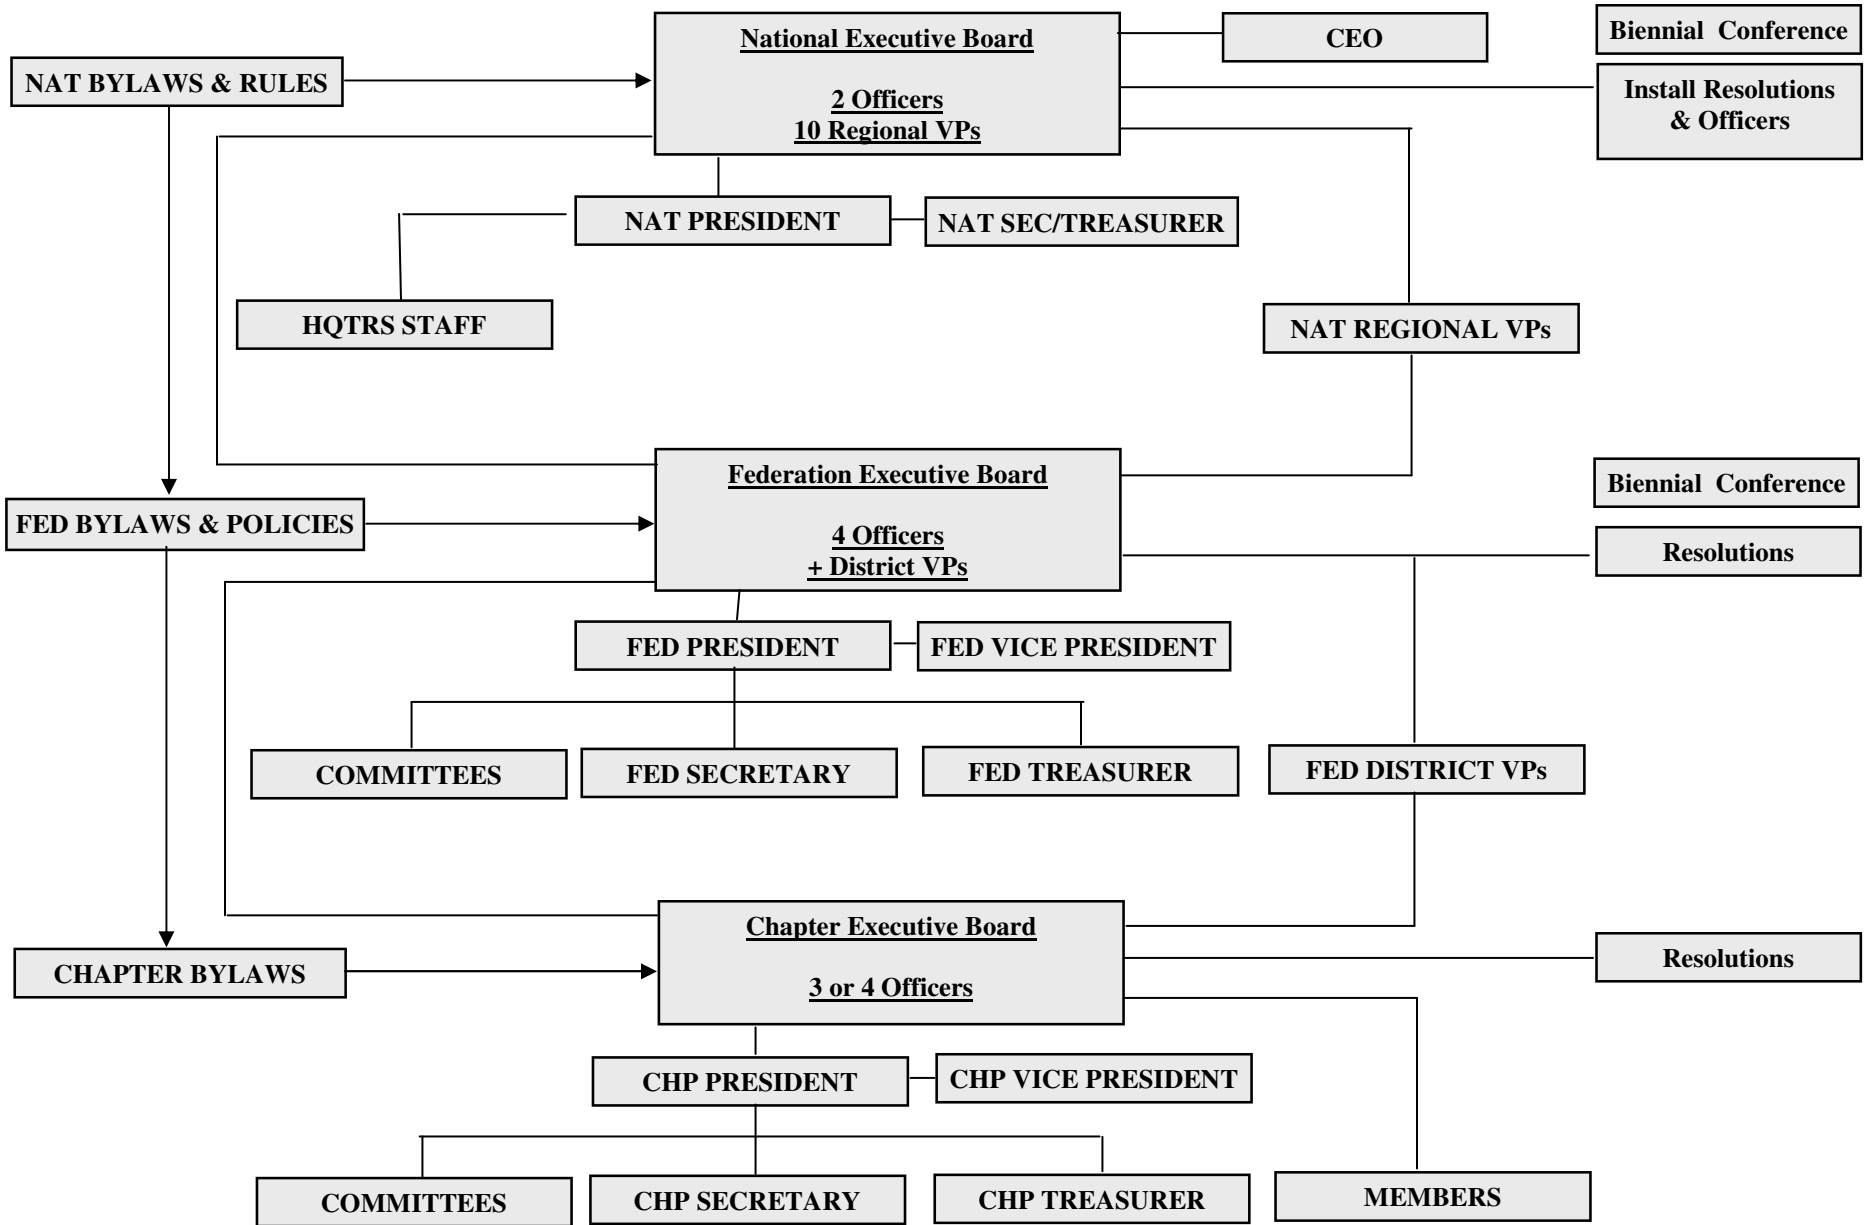 National Executive Board
2 Officers
10 Regional VPs
CEO
Biennial Conference
Install Resolutions
& Officers
NAT BYLAWS & RULES
NAT PRESIDENT
NAT SEC/TREASURER
HQTRS STAFF
NAT REGIONAL VPs
Federation Executive Board
4 Officers
+ District VPs
Biennial Conference
Resolutions
FED BYLAWS & POLICIES
FED PRESIDENT
FED VICE PRESIDENT
COMMITTEES
FED SECRETARY
FED TREASURER
FED DISTRICT VPs
Chapter Executive Board
3 or 4 Officers
Resolutions
CHAPTER BYLAWS
CHP PRESIDENT
CHP VICE PRESIDENT
COMMITTEES
CHP SECRETARY
CHP TREASURER
MEMBERS